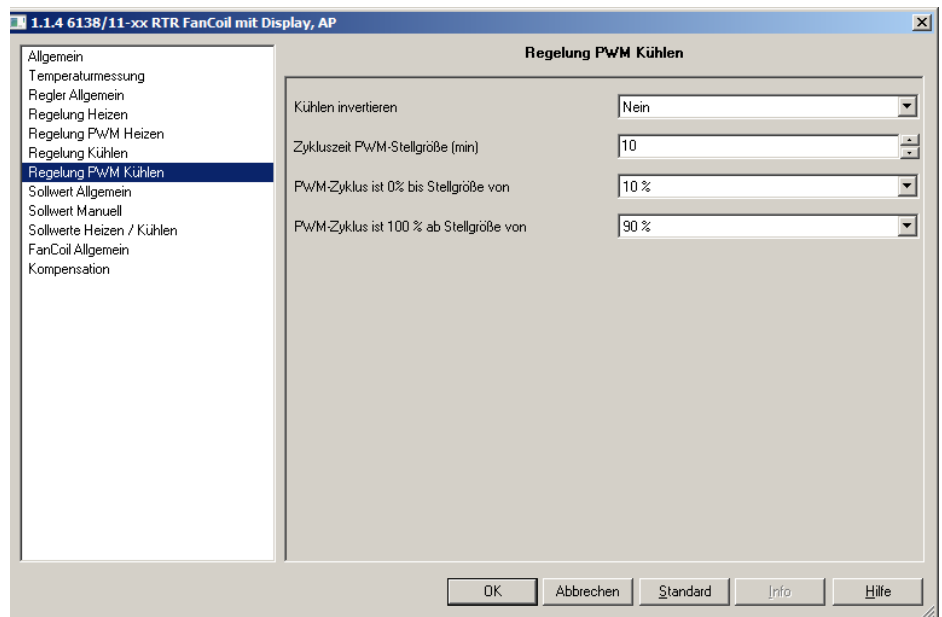 1.1.4 6138/11-xx RTR FanCoil mit Display, AP
Allgemein
Temperaturmessung
Regler Allgemein
Regelung Heizen
Regelung PWM Heizen
Regelung Kühlen
Regelung PWM Kühlen
Sollwert Allgemein
Sollwert Manuell
Sollwerte Heizen / Kühlen
FanCoil Allgemein
Kompensation
Regelung PWM Kühlen
Kühlen invertieren Nein
Zykluszeit PWM-Stellgröße (min) 10
PWM-Zyklus ist 0% bis Stellgröße von 10 %
PWM-Zyklus ist 100 % ab Stellgröße von 90 %
OK Abbrechen Standard Info Hilfe